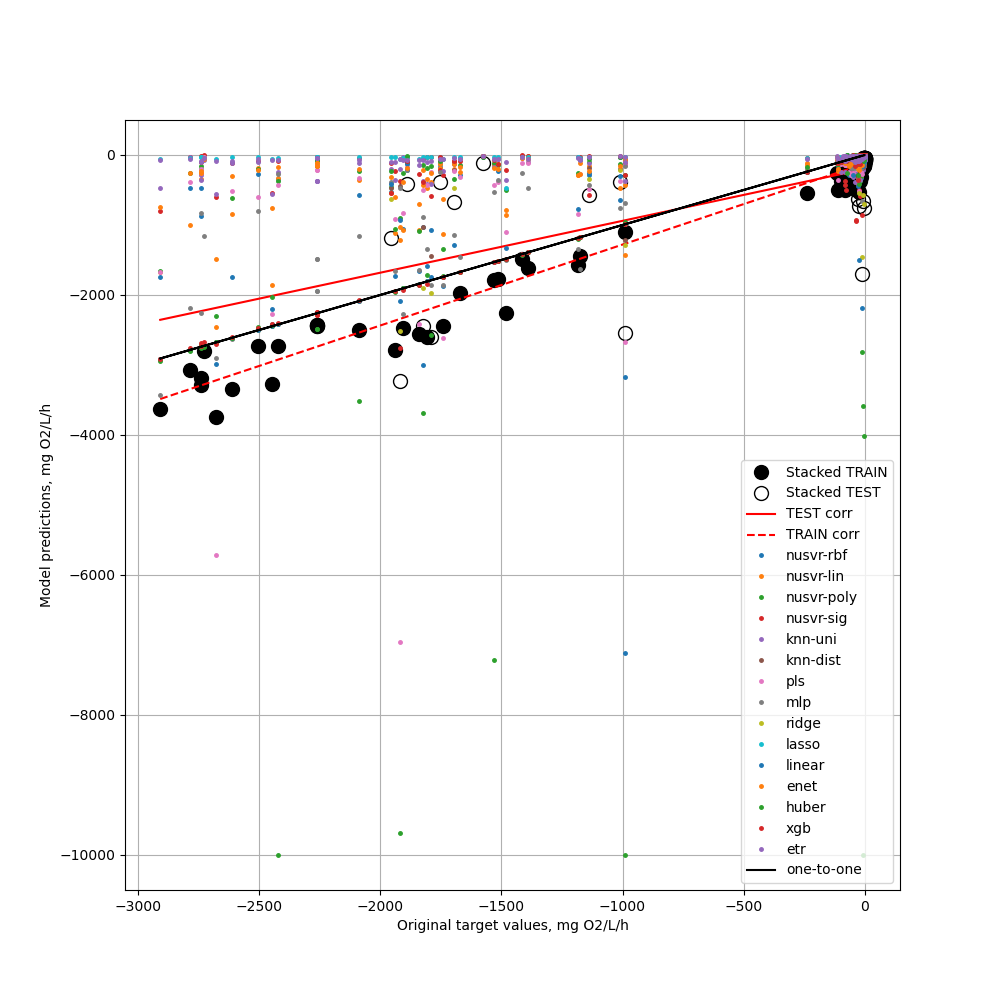 0
−2000
−4000
−6000
−8000
−10000
Model predictions, mg O2/L/h
−3000
−2500
−2000
−1500
−1000
−500
0
Original target values, mg O2/L/h
Stacked TRAIN
Stacked TEST
TEST corr
TRAIN corr
nusvr-rbf
nusvr-lin
nusvr-poly
nusvr-sig
knn-uni
knn-dist
pls
mlp
ridge
lasso
linear
enet
huber
xgb
etr
one-to-one